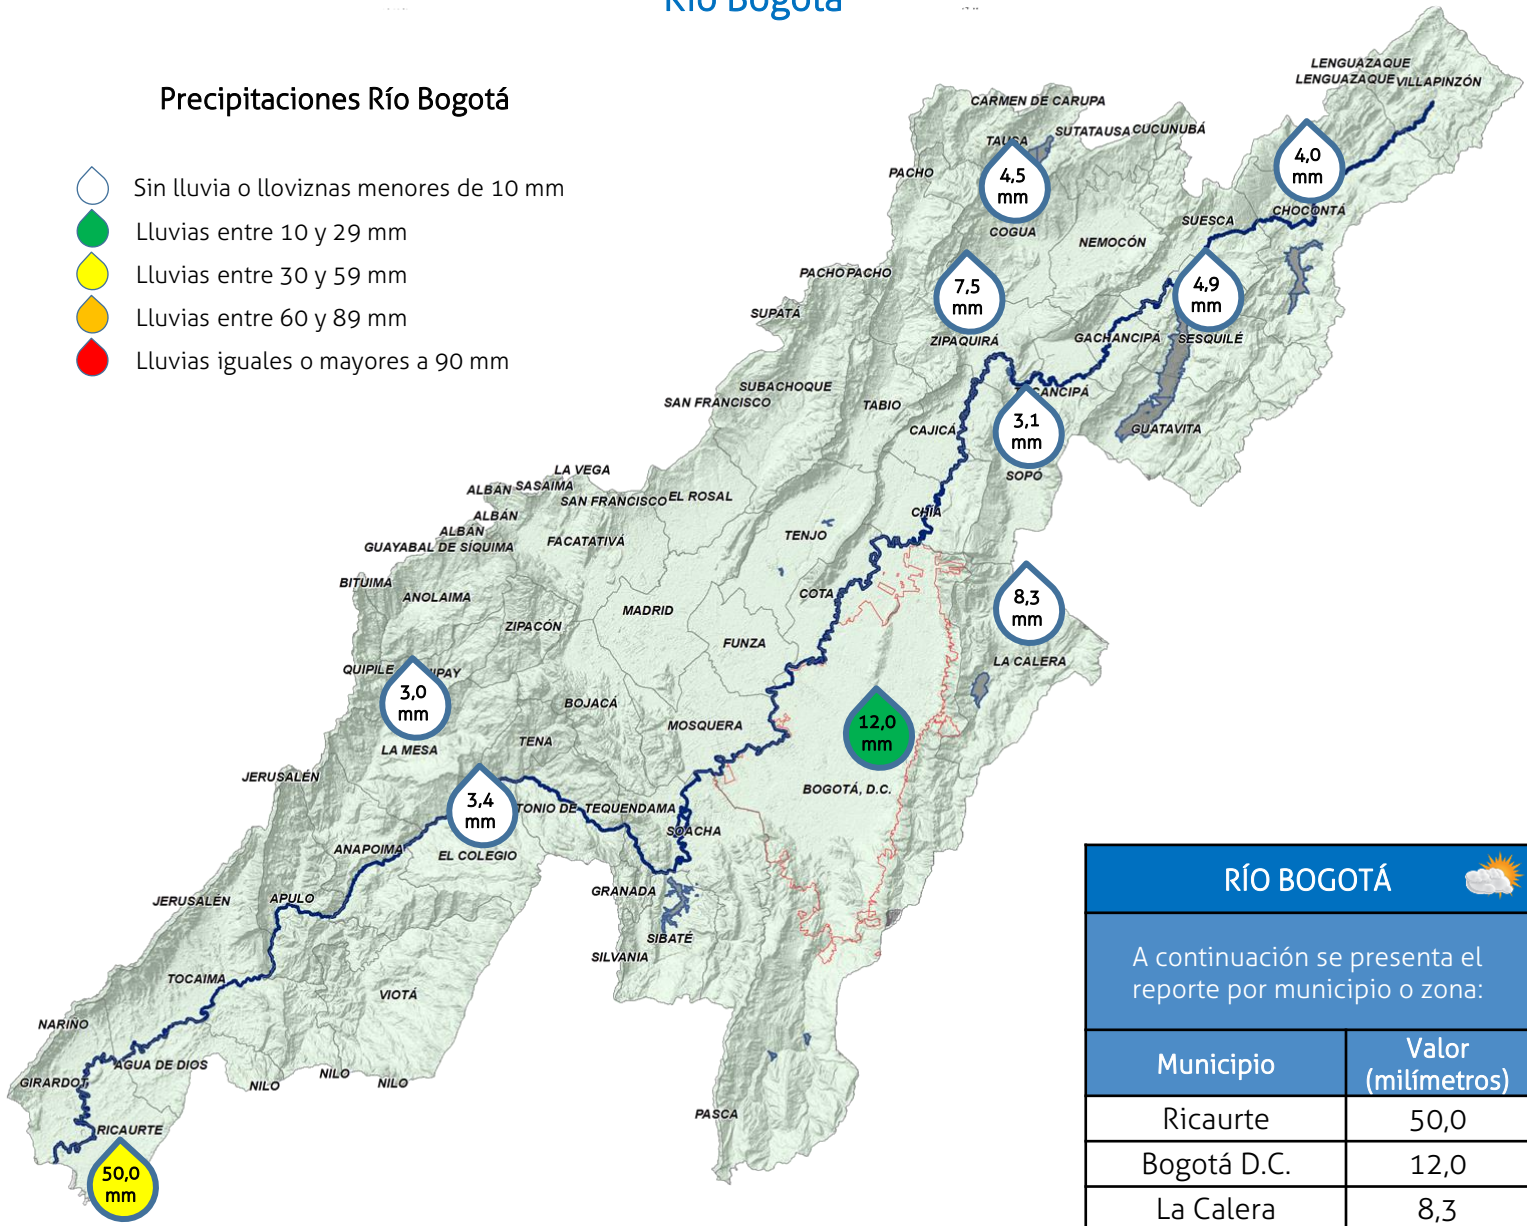 Río Bogotá
Precipitaciones Río Bogotá
Sin lluvia o lloviznas menores de 10 mm
Lluvias entre 10 y 29 mm
Lluvias entre 30 y 59 mm
Lluvias entre 60 y 89 mm
Lluvias iguales o mayores a 90 mm
LENGUAZAQUE
LENGUAZAQUE
VILLAPINZÓN
CARMEN DE CARUPA
TAUSA
SUTATAUSA
CUCUNUBÁ
4,0
mm
PACHO
4,5
mm
CHOCONTÁ
SUESCA
COGUA
NEMOCÓN
PACHO
PACHO
7,5
mm
4,9
mm
SUPATÁ
ZIPAQUIRÁ
GACHANCIPÁ
SESQUILÉ
SUBACHOQUE
SAN FRANCISCO
TABIO
CAJICÁ
3,1
mm
GUATAVITA
SOPÓ
LA VEGA
ALBÁN
SASAIMA
SAN FRANCISCO
EL ROSAL
ALBÁN
CHÍA
ALBÁN
GUAYABAL DE SÍQUIMA
FACATATIVÁ
TENJO
BITUIMA
ANOLAIMA
COTA
8,3
mm
MADRID
ZIPACÓN
FUNZA
LA CALERA
QUIPILE
IPAY
3,0
mm
BOJACÁ
MOSQUERA
12,0
mm
LA MESA
TENA
JERUSALÉN
BOGOTÁ, D.C.
3,4
mm
TONIO DE TEQUENDAMA
SOACHA
ANAPOIMA
EL COLEGIO
GRANADA
JERUSALÉN
APULO
SIBATÉ
SILVANIA
TOCAIMA
VIOTÁ
NARIÑO
AGUA DE DIOS
GIRARDOT
NILO
NILO
NILO
PASCA
RICAURTE
50,0
mm
RÍO BOGOTÁ
A continuación se presenta el
reporte por municipio o zona:
Municipio
Valor
(milímetros)
Ricaurte 50,0
Bogotá D.C. 12,0
La Calera 8,3